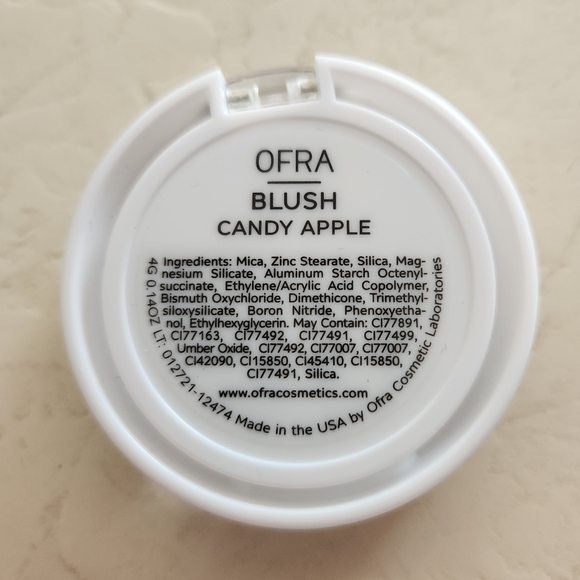 OFRA
BLUSH
CANDY APPLE
Ingredients: Mica, Zinc Stearate, Silica, Mag-
nesium Silicate, Aluminum Starch Octenyl-
succinate, Ethylene/Acrylic Acid Copolymer,
Bismuth Oxychloride, Dimethicone, Trimethyl-
siloxysilicate, Boron Nitride, Phenoxyetha-
nol, Ethylhexyglycerin. May Contain: CI77891,
CI77163, CI77492, CI77491, CI77499,
Umber Oxide, CI77492, CI77007, CI77007,
CI42090, CI15850, CI45410, CI15850,
CI77491, Silica.
www.ofracosmetics.com
4G 0.14OZ LT: 012721-12474 Made in the USA by Ofra Cosmetic Laboratories